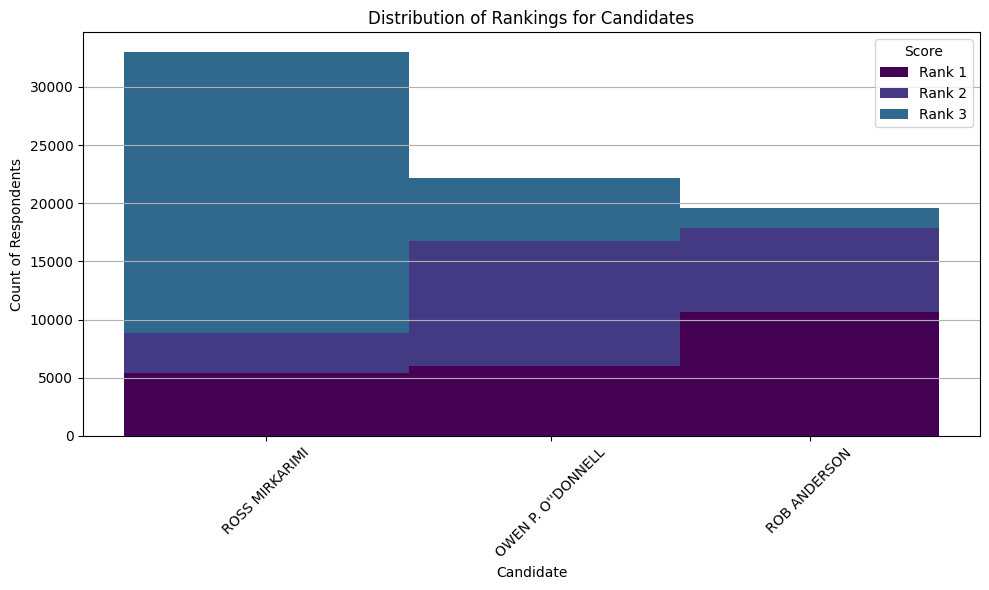 Distribution of Rankings for Candidates
Score
Rank 1
Rank 2
Rank 3
Count of Respondents
30000
25000
20000
15000
10000
5000
0
ROSS MIRKARIMI
OWEN P. O''DONNELL
ROB ANDERSON
Candidate